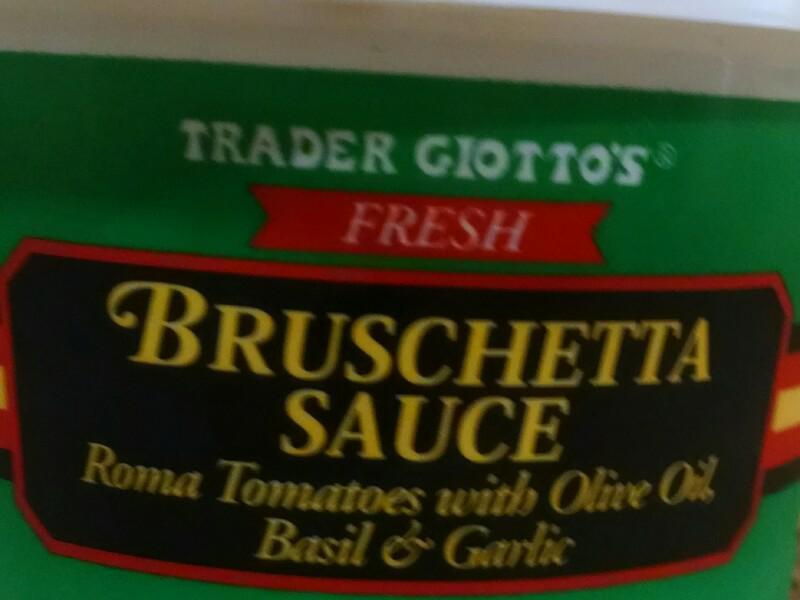 TRADER GIOTTO'S®
FRESH
BRUSCHETTA
SAUCE
Roma Tomatoes with Olive Oil,
Basil & Garlic